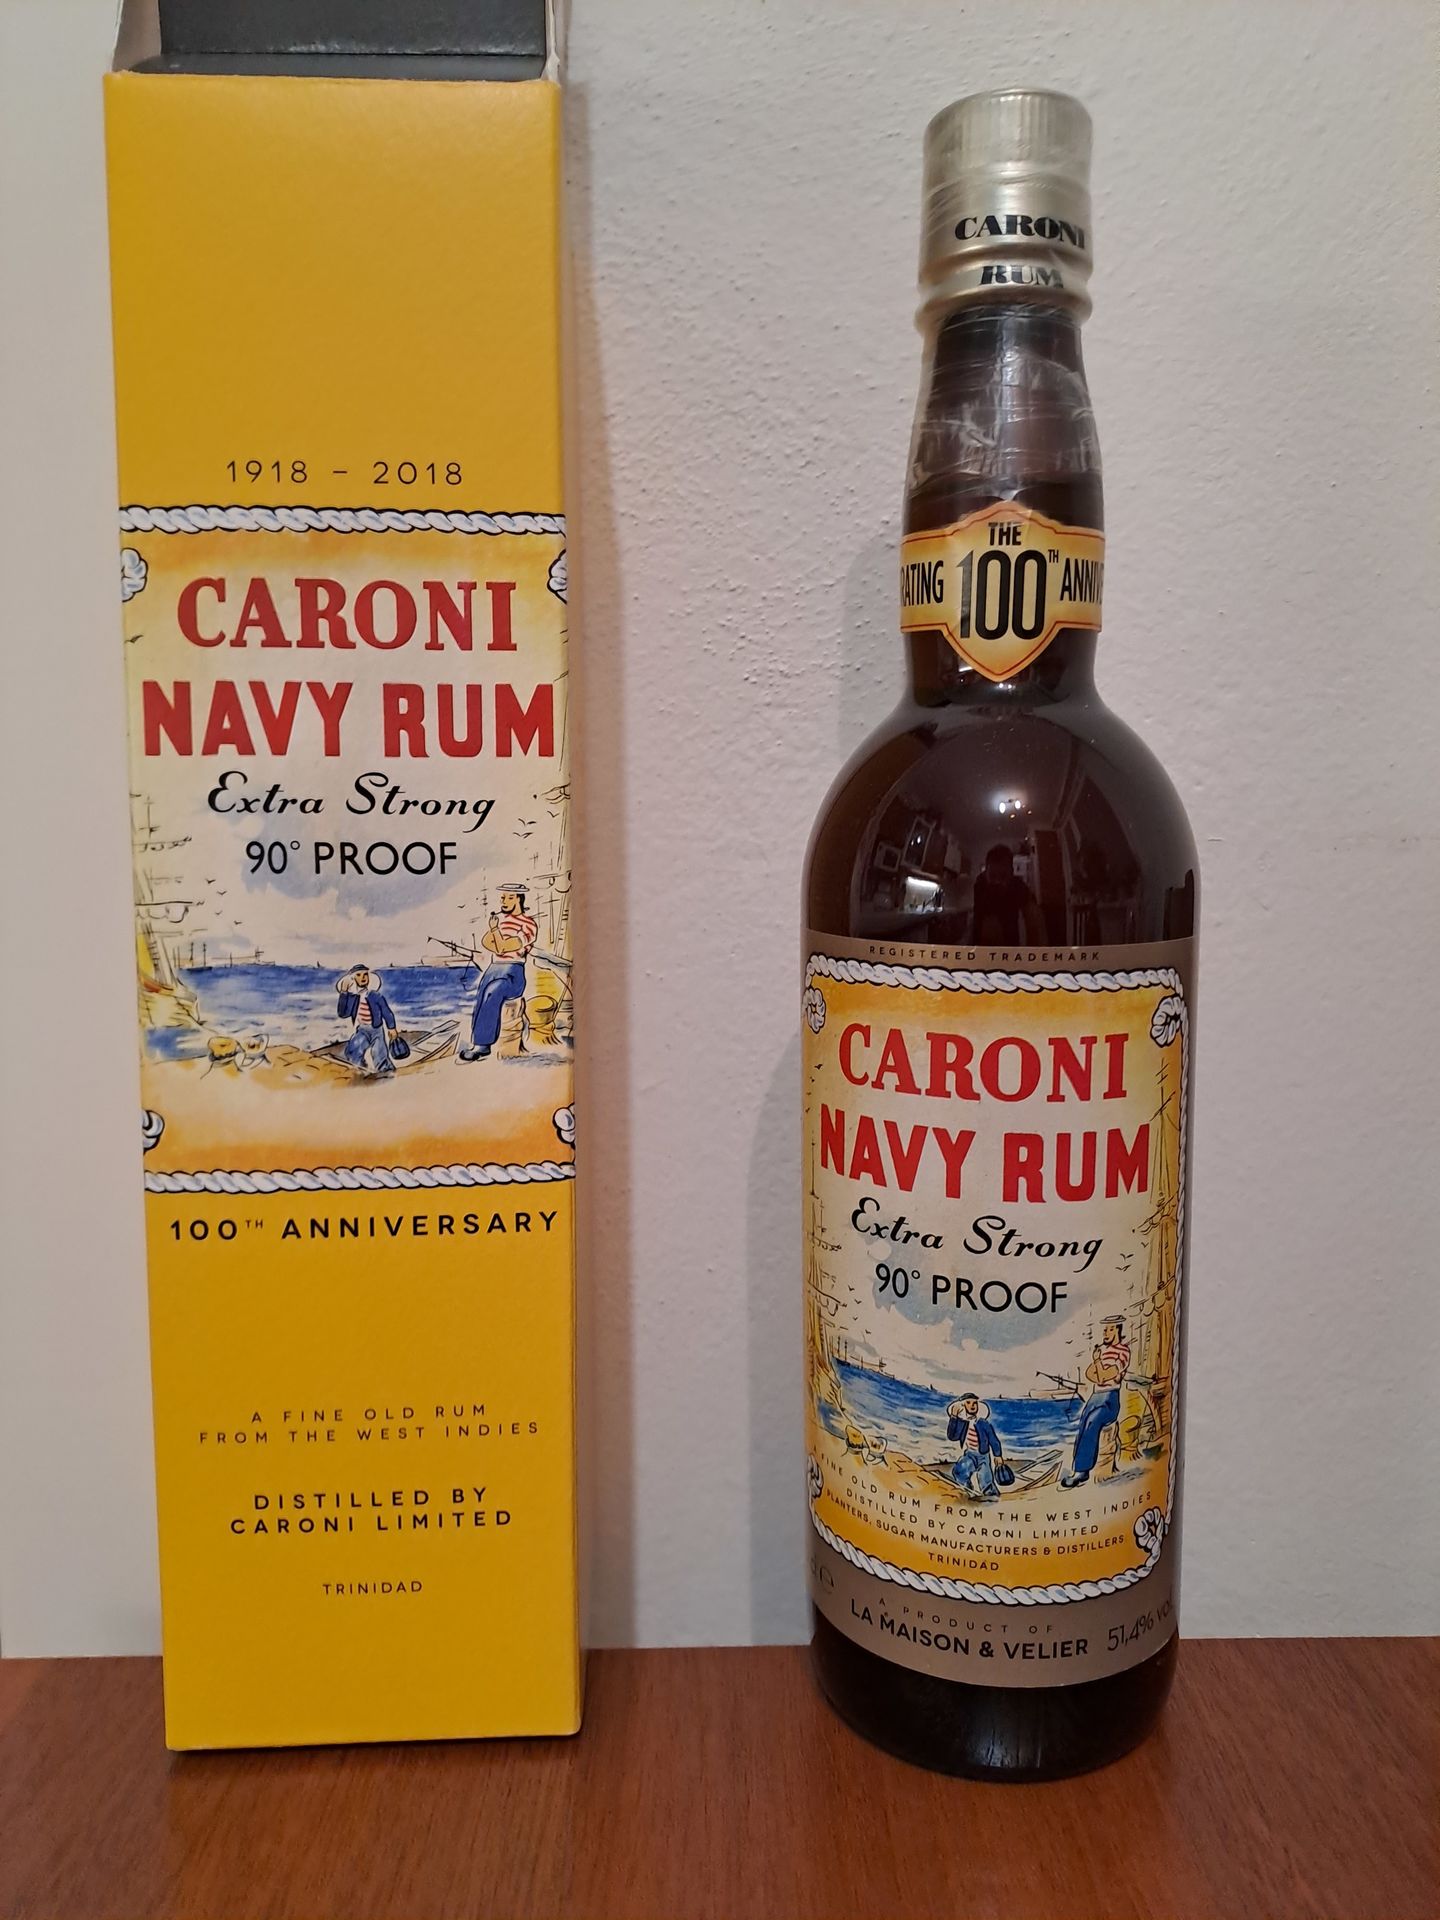 1918 - 2018
CARONI
NAVY RUM
Extra Strong
90° PROOF
100TH ANNIVERSARY
A FINE OLD RUM
FROM THE WEST INDIES
DISTILLED BY
CARONI LIMITED
TRINIDAD
CARONI
RUM
THE
100TH
REGISTERED TRADEMARK
CARONI
NAVY RUM
Extra Strong
90° PROOF
A FINE OLD RUM FROM THE WEST INDIES
DISTILLED BY CARONI LIMITED
PLANTERS, SUGAR MANUFACTURERS & DISTILLERS
TRINIDAD
A PRODUCT OF
LA MAISON & VELIER 51,4% vol